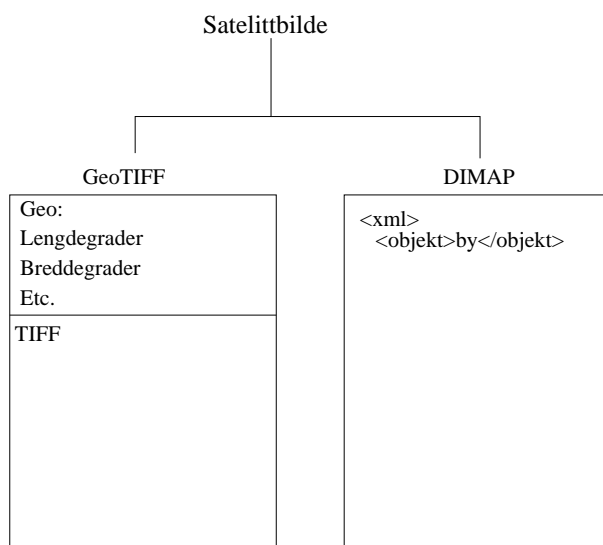 Satelittbilde
GeoTIFF
Geo:
Lengdegrader
Breddegrader
Etc.
TIFF
DIMAP
<xml>
<objekt>by</objekt>